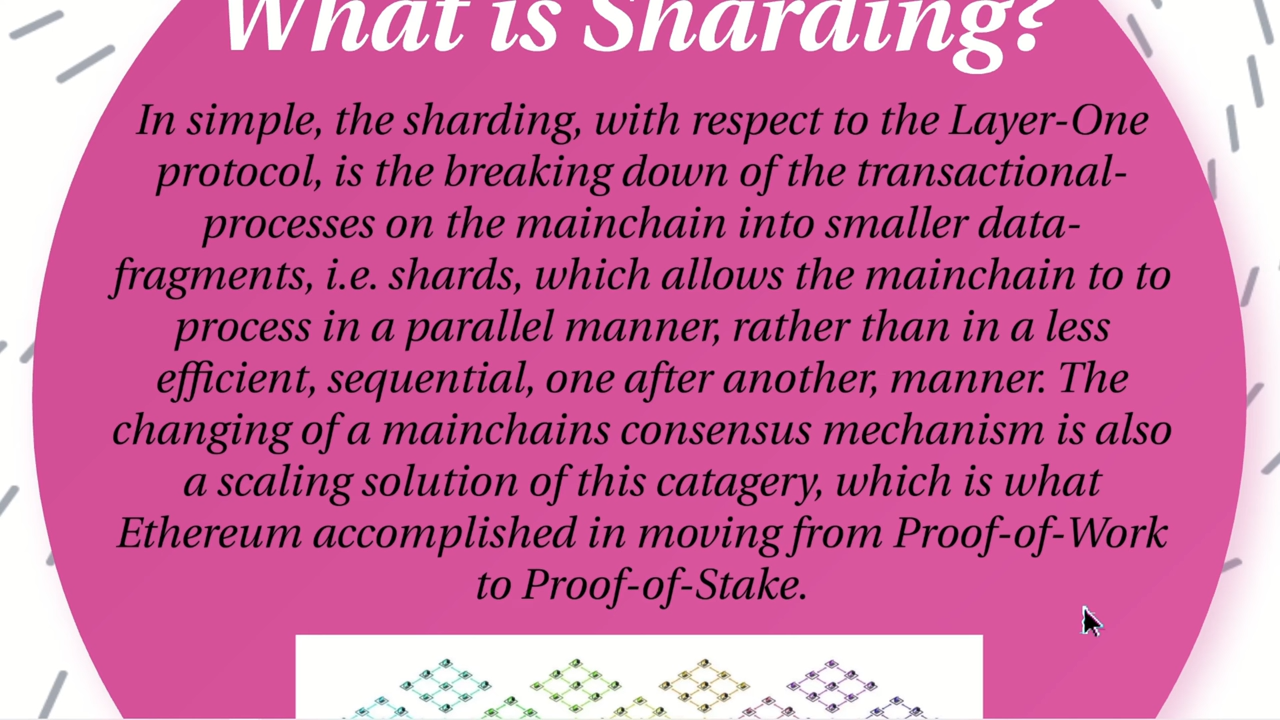 What is Sharding?
In simple, the sharding, with respect to the Layer-One
protocol, is the breaking down of the transactional-
processes on the mainchain into smaller data-
fragments, i.e. shards, which allows the mainchain to to
process in a parallel manner, rather than in a less
efficient, sequential, one after another, manner. The
changing of a mainchains consensus mechanism is also
a scaling solution of this catagery, which is what
Ethereum accomplished in moving from Proof-of-Work
to Proof-of-Stake.